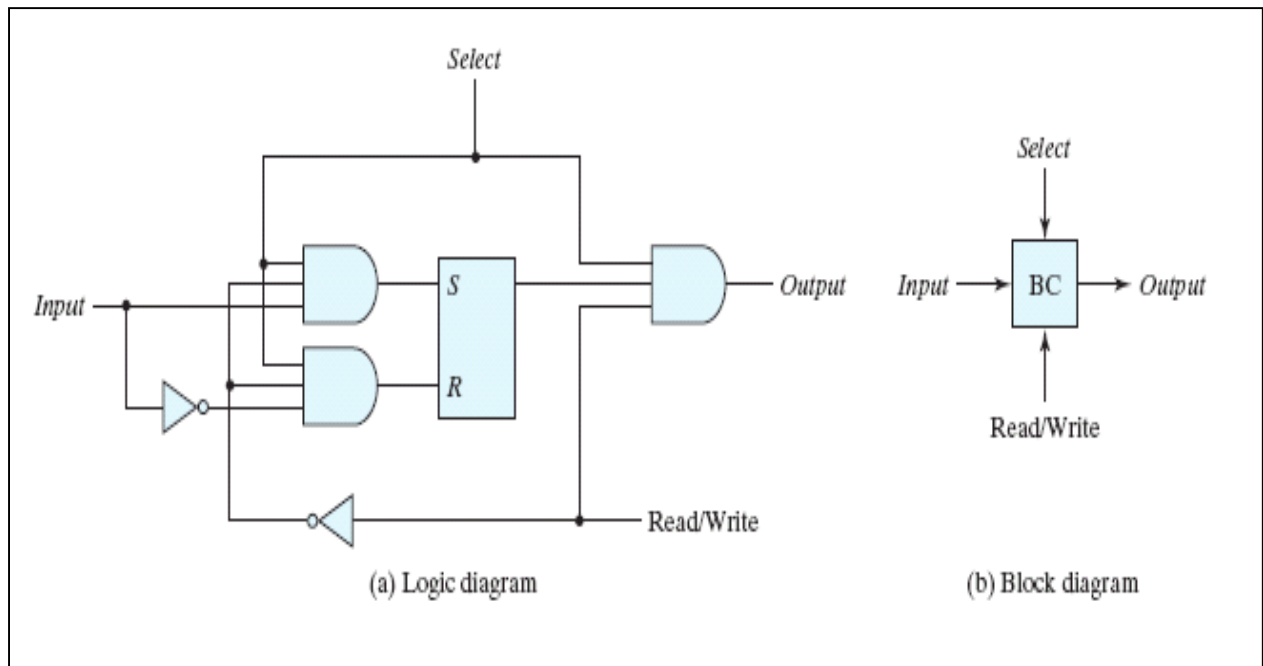 Select
Input
S
R
Output
Read/Write
(a) Logic diagram
Select
Input
BC
Output
Read/Write
(b) Block diagram